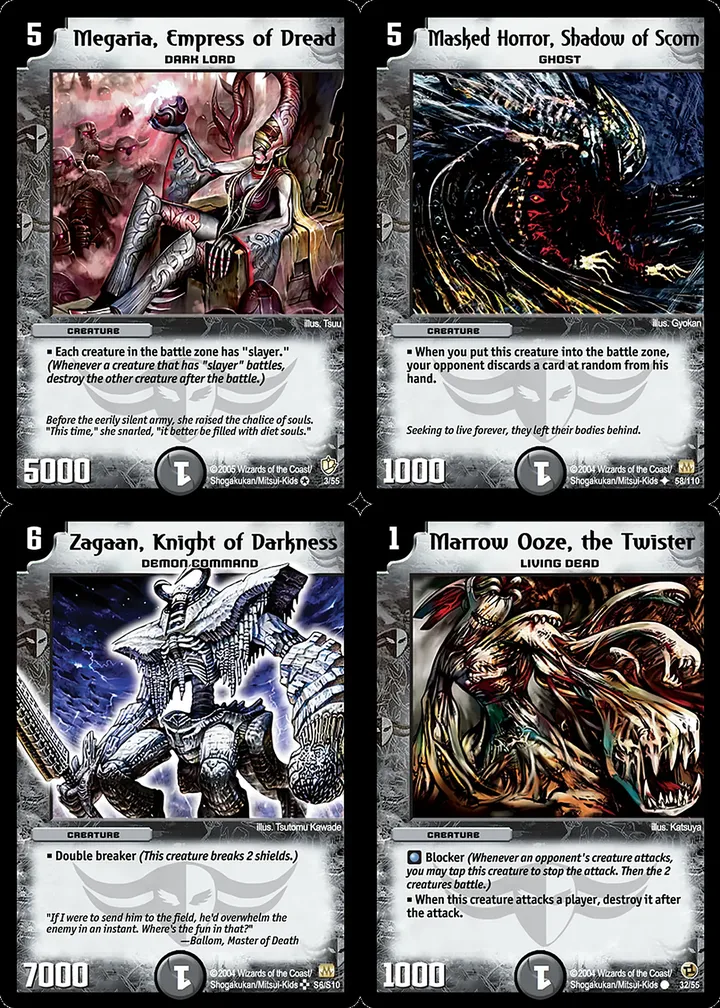 5
Megaria, Empress of Dread
DARK LORD
illus. Tsuu
CREATURE
▪ Each creature in the battle zone has "slayer."
(Whenever a creature that has "slayer" battles,
destroy the other creature after the battle.)
Before the eerily silent army, she raised the chalice of souls.
"This time," she snarled, "it better be filled with diet souls."
5000
1
©2005 Wizards of the Coast/
Shogakukan/Mitsui-Kids ✪ 3/55
5
Masked Horror, Shadow of Scorn
GHOST
illus. Gyokan
CREATURE
▪ When you put this creature into the battle zone,
your opponent discards a card at random from his
hand.
Seeking to live forever, they left their bodies behind.
1000
1
©2004 Wizards of the Coast/
Shogakukan/Mitsui-Kids ✦ 58/110
6
Zagaan, Knight of Darkness
DEMON COMMAND
illus. Tsutomu Kawade
CREATURE
▪ Double breaker (This creature breaks 2 shields.)
"If I were to send him to the field, he'd overwhelm the
enemy in an instant. Where's the fun in that?"
—Ballom, Master of Death
7000
1
©2004 Wizards of the Coast/
Shogakukan/Mitsui-Kids S6/S10
1
Marrow Ooze, the Twister
LIVING DEAD
illus. Katsuya
CREATURE
Blocker (Whenever an opponent's creature attacks,
you may tap this creature to stop the attack. Then the 2
creatures battle.)
▪ When this creature attacks a player, destroy it after
the attack.
1000
1
©2004 Wizards of the Coast/
Shogakukan/Mitsui-Kids ● 32/55